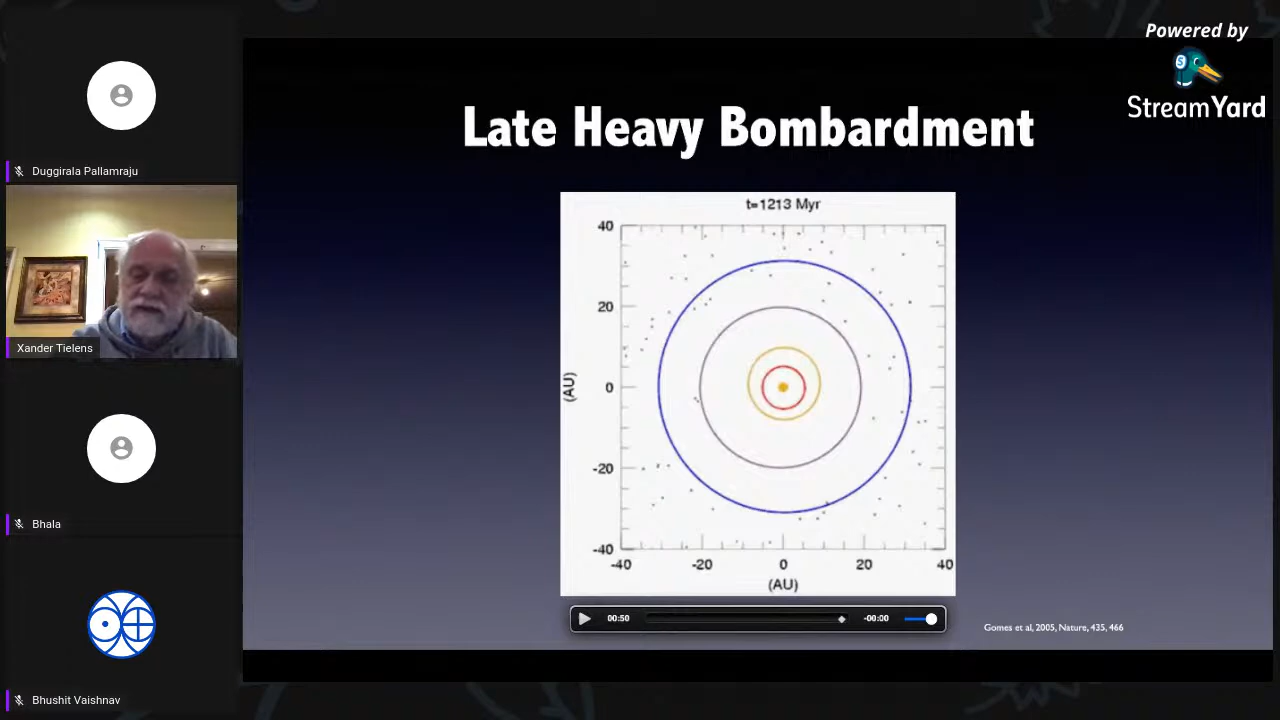 Powered by
StreamYard
Duggirala Pallamraju
Xander Tielens
Bhala
Bhushit Vaishnav
Late Heavy Bombardment
t=1213 Myr
40
20
0
-20
-40
(AU)
-40 -20 0 20 40
(AU)
00:50 -00:00
Gomes et al, 2005, Nature, 435, 466